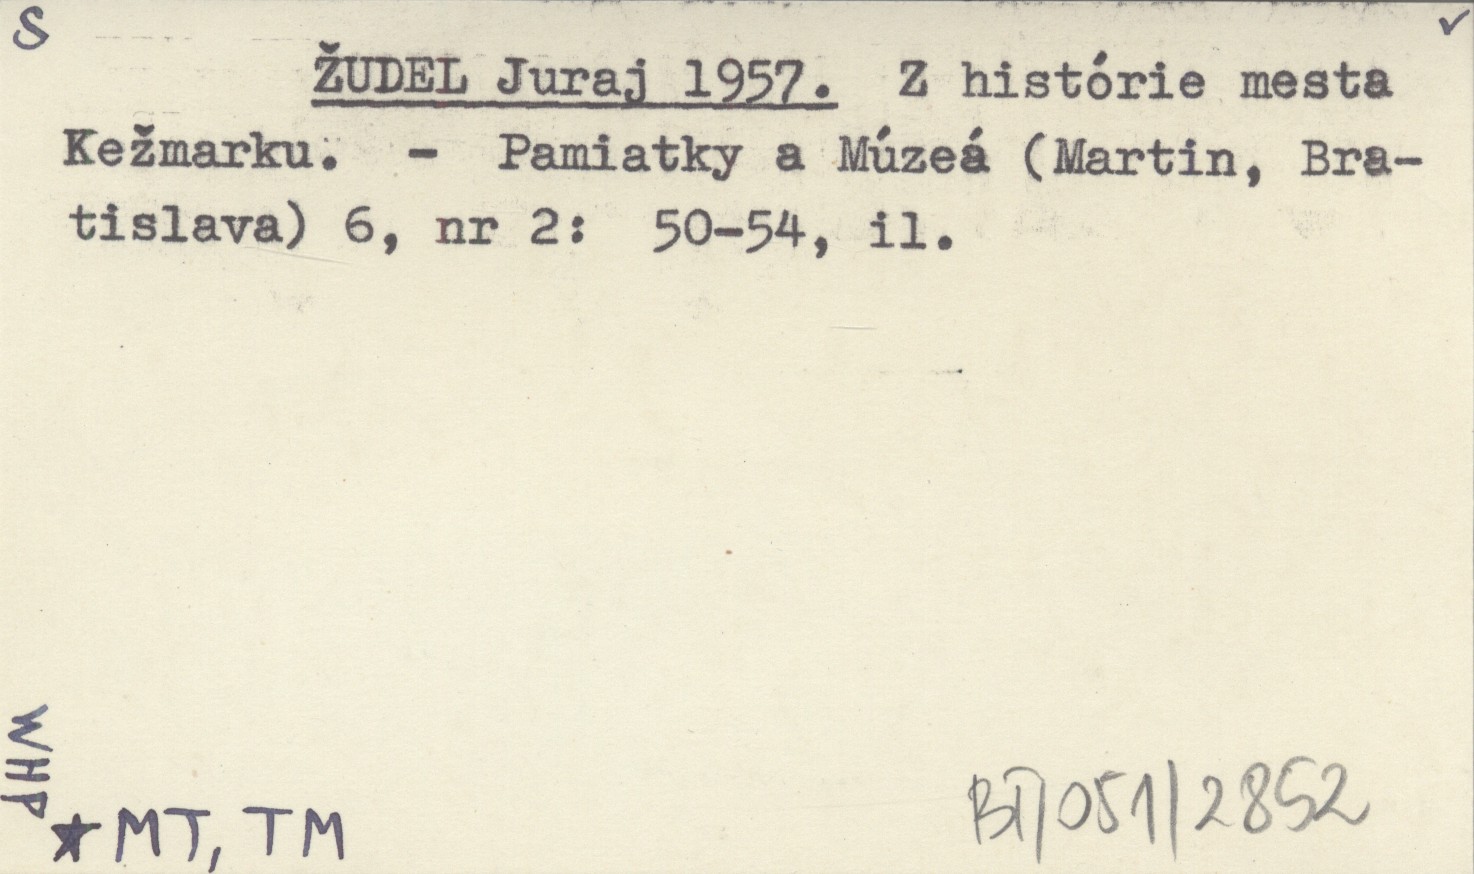 S ✓
ŽUDEL Juraj 1957. Z histórie mesta
Kežmarku. - Pamiatky a Múzeá (Martin, Bra-
tislava) 6, nr 2: 50-54, il.
WHP
★ MT, TM
BT/051/2852